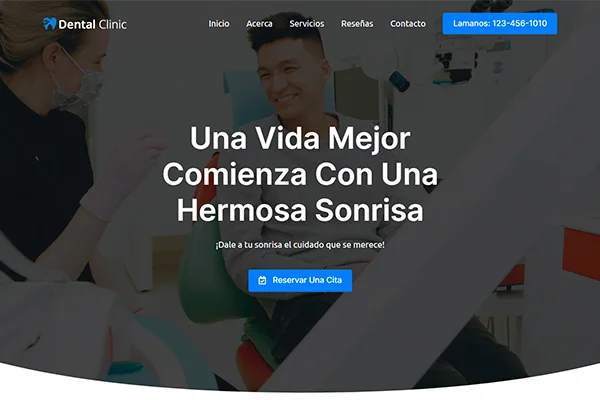 Dental Clinic
Inicio
Acerca
Servicios
Reseñas
Contacto
Lamanos: 123-456-1010
Una Vida Mejor
Comienza Con Una
Hermosa Sonrisa
¡Dale a tu sonrisa el cuidado que se merece!
Reservar Una Cita